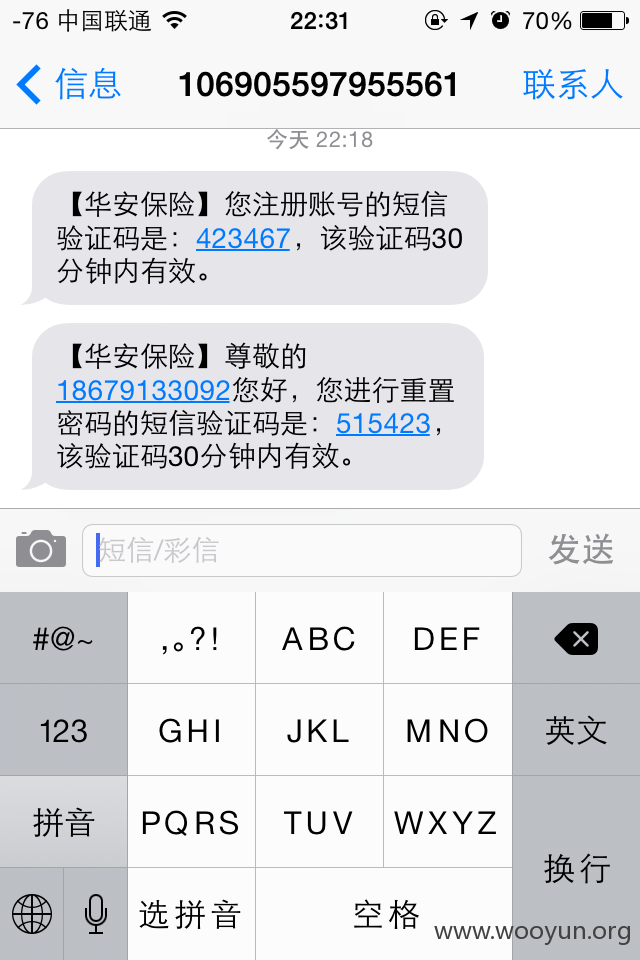 -76 中国联通 22:31 70%
信息 106905597955561 联系人
今天 22:18
【华安保险】您注册账号的短信
验证码是：423467，该验证码30
分钟内有效。
【华安保险】尊敬的
18679133092您好，您进行重置
密码的短信验证码是：515423，
该验证码30分钟内有效。
短信/彩信 发送
#@~ ,。?! ABC DEF
123 GHI JKL MNO 英文
拼音 PQRS TUV WXYZ
换行
选拼音 空格
www.wooyun.org